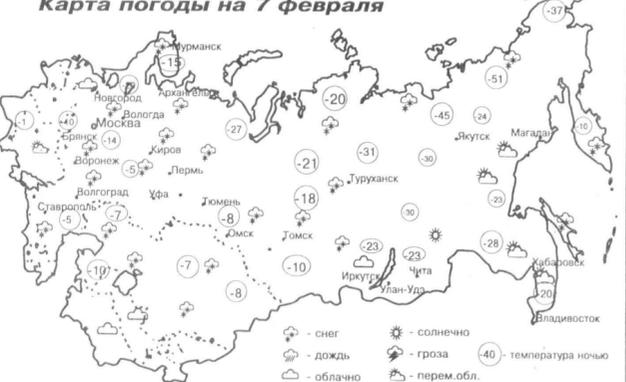 Карта погоды на 7 февраля
-37
Мурманск
-15
-51
Новгород
Архангельск
-20
-1
-10
Вологда
-45
-24
Москва
Брянск
-14
-27
Якутск
Магадан
-10
Киров
-31
-30
Воронеж
-5
Пермь
-21
Туруханск
Волгоград
Уфа
Тюмень
-18
-23
Ставрополь
-5
-7
-8
30
Омск
Томск
-23
-23
-28
-10
-7
-10
Иркутск
Чита
Хабаровск
-8
Улан-Удэ
-20
Владивосток
- снег
- солнечно
- дождь
- гроза
-40 - температура ночью
- облачно
- перем.обл.